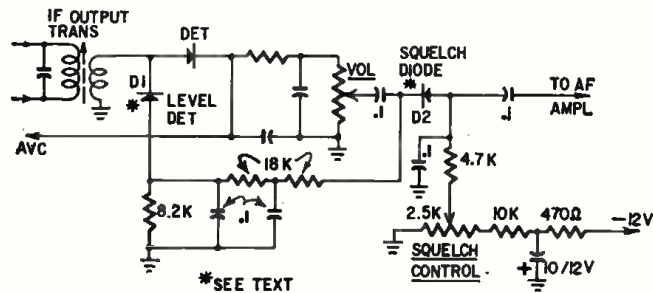 IF OUTPUT
TRANS
DET
SQUELCH
DIODE
*
VOL
D1
*
LEVEL
DET
.1
D2
.1
TO AF
AMPL
AVC
18K
.1
4.7K
8.2K
.1
2.5K
10K
470Ω
-12V
SQUELCH
CONTROL
+
10/12V
*SEE TEXT